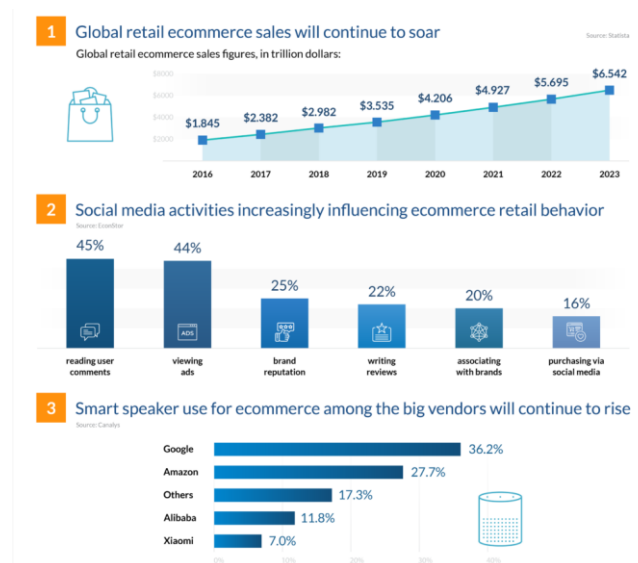 1 Global retail ecommerce sales will continue to soar
Source: Statista
Global retail ecommerce sales figures, in trillion dollars:
$8000
$6000
$4000
$2000
$1.845 $2.382 $2.982 $3.535 $4.206 $4.927 $5.695 $6.542
2016 2017 2018 2019 2020 2021 2022 2023
2 Social media activities increasingly influencing ecommerce retail behavior
Source: EconStor
45% 44% 25% 22% 20% 16%
ADS
reading user viewing brand writing associating purchasing via
comments ads reputation reviews with brands social media
3 Smart speaker use for ecommerce among the big vendors will continue to rise
Source: Canalys
Google 36.2%
Amazon 27.7%
Others 17.3%
Alibaba 11.8%
Xiaomi 7.0%
0% 10% 20% 30% 40%